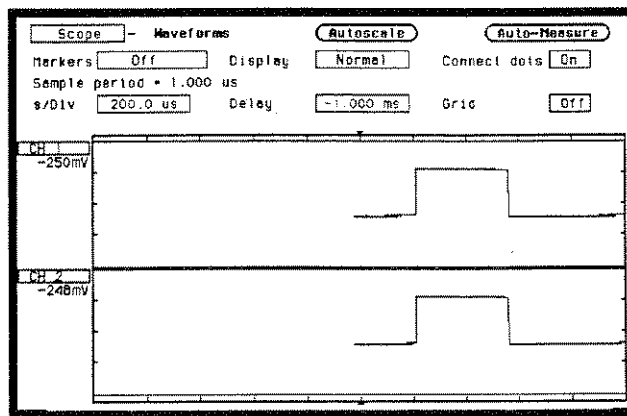 Scope - Waveforms Autoscale Auto-Measure
Markers Off Display Normal Connect dots On
Sample period = 1.000 us
s/Div 200.0 us Delay -1.000 ms Grid Off
CH 1
-250mV
CH 2
-248mV